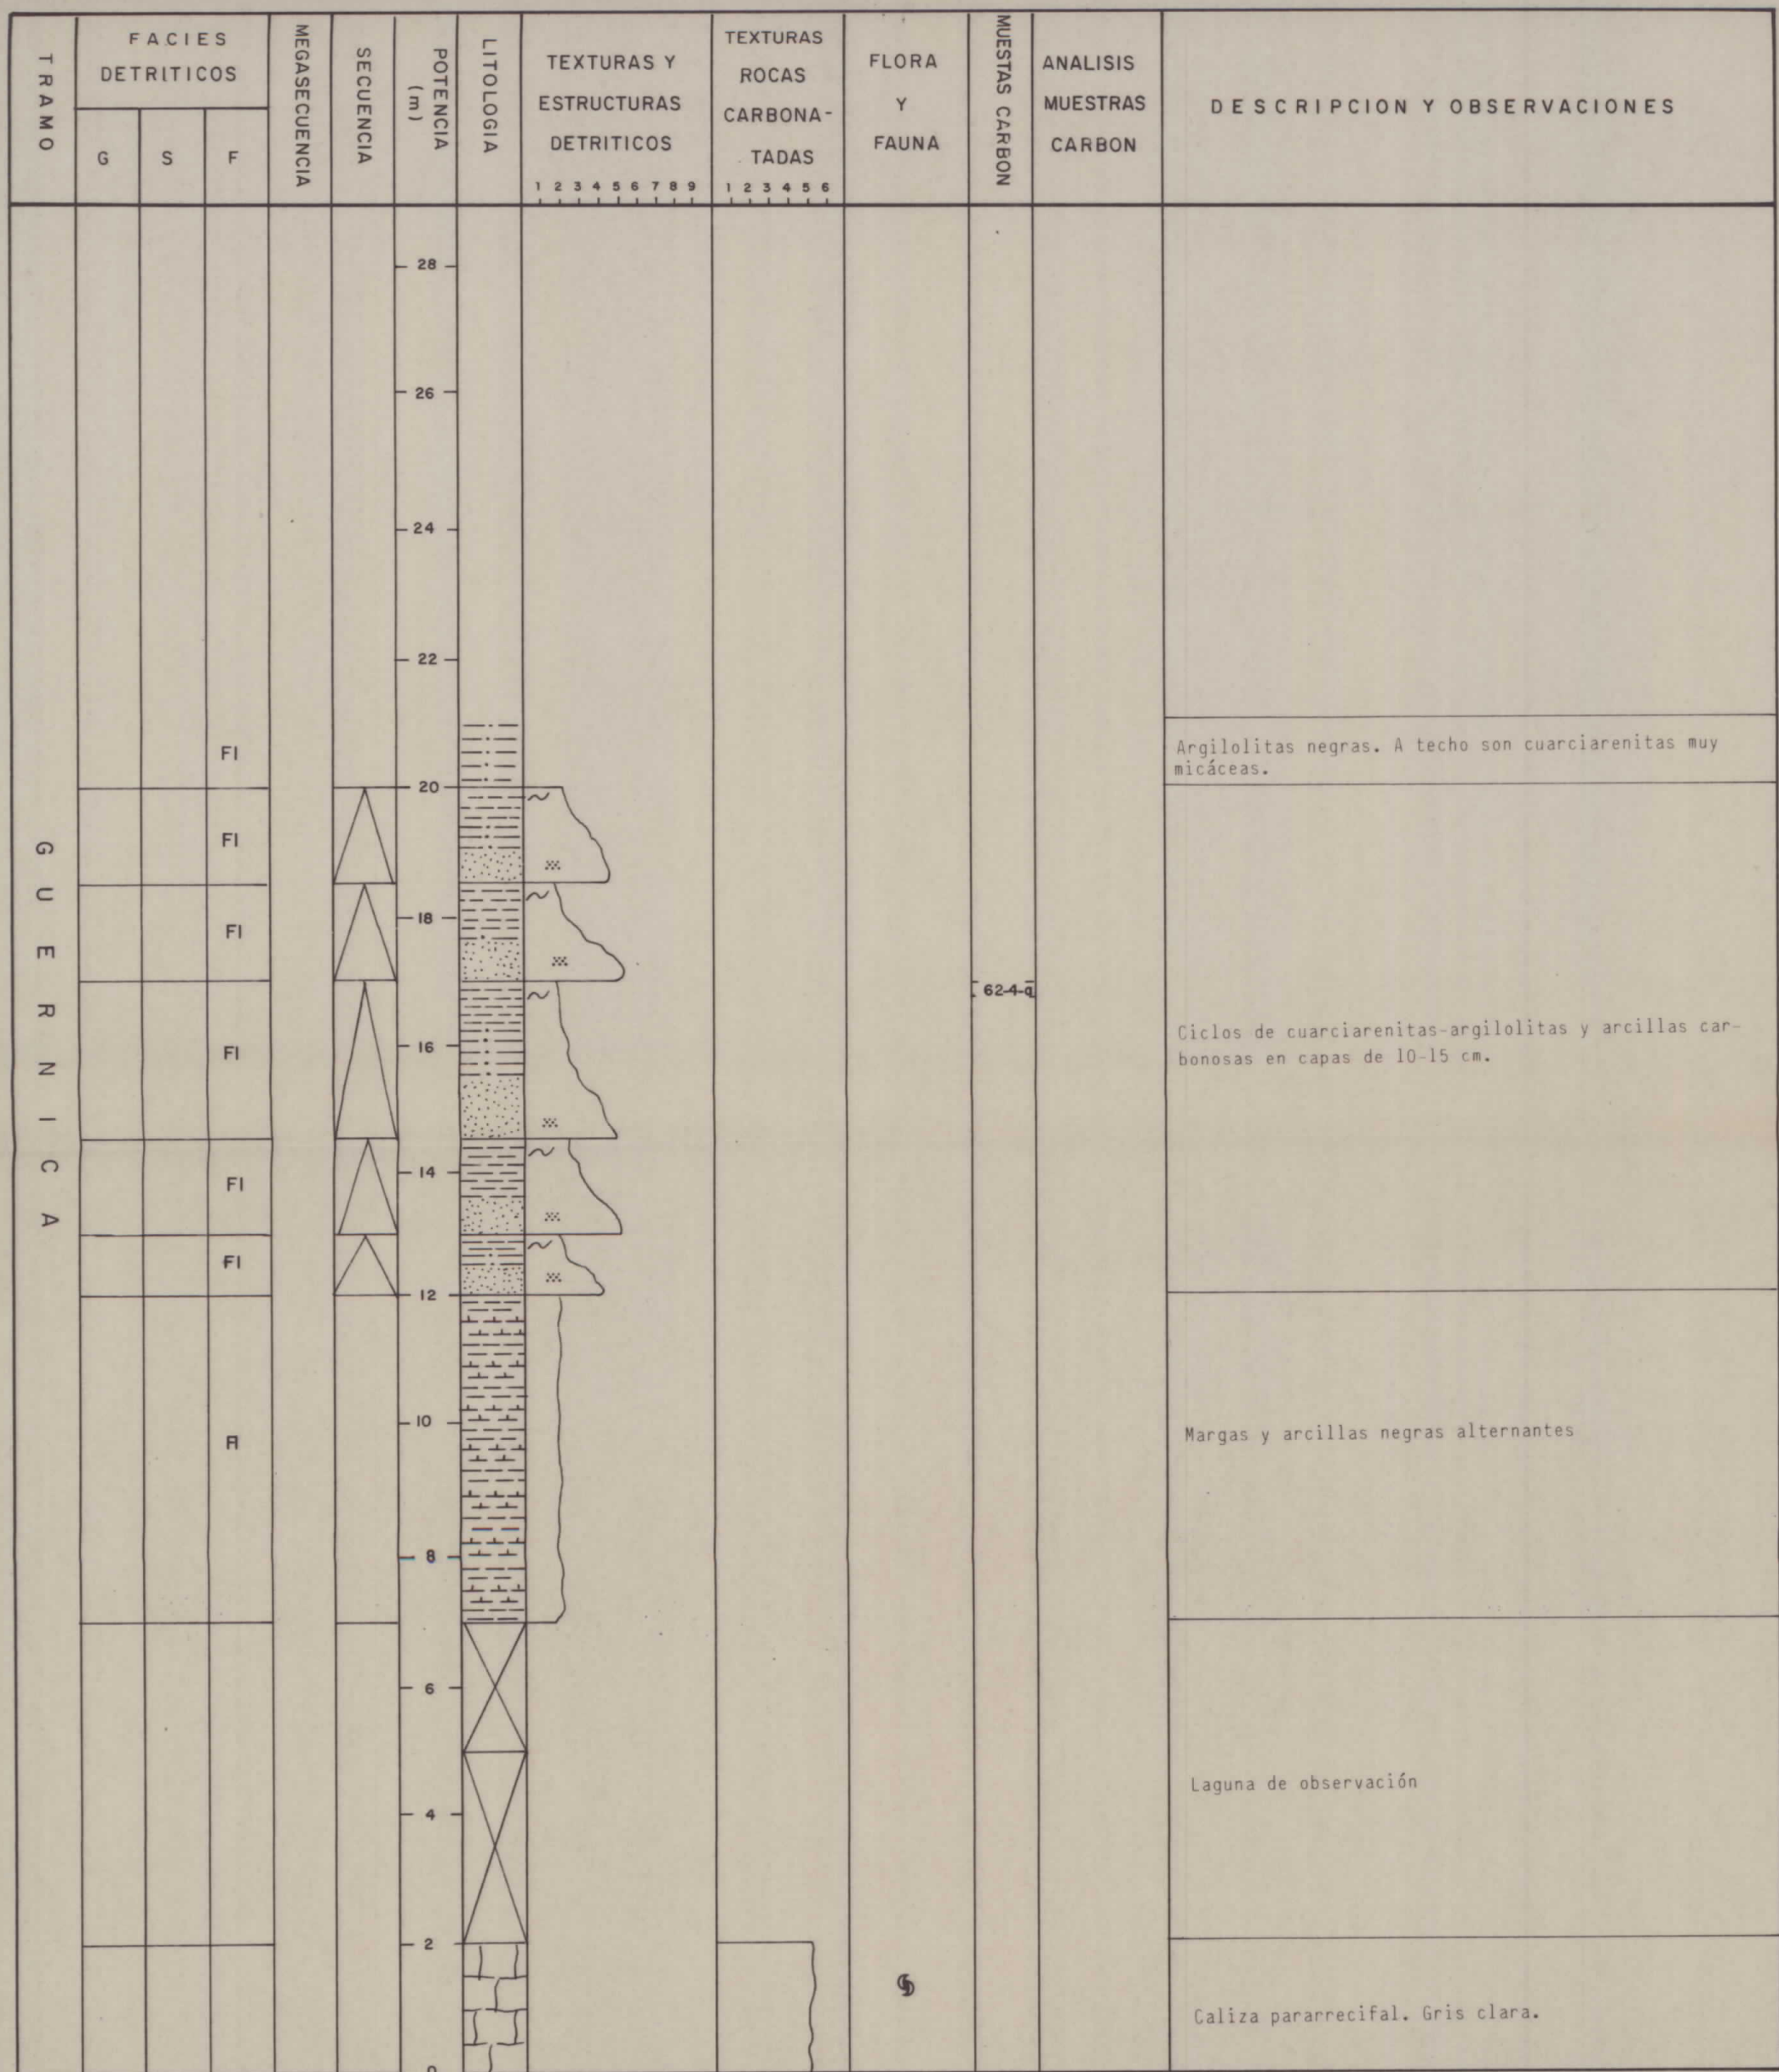 TRAMO
FACIES
DETRITICOS
G S F
MEGASECUENCIA
SECUENCIA
POTENCIA
(m)
LITOLOGIA
TEXTURAS Y
ESTRUCTURAS
DETRITICOS
1 2 3 4 5 6 7 8 9
TEXTURAS
ROCAS
CARBONA-
TADAS
1 2 3 4 5 6
FLORA
Y
FAUNA
MUESTAS CARBON
ANALISIS
MUESTRAS
CARBON
DESCRIPCION Y OBSERVACIONES
GUERNICA
28
26
24
22
Fl
Argilolitas negras. A techo son cuarciarenitas muy
micáceas.
20
Fl
18
Fl
62-4-a
16
Fl
Ciclos de cuarciarenitas-argilolitas y arcillas car-
bonosas en capas de 10-15 cm.
14
Fl
Fl
12
10
Fl
Margas y arcillas negras alternantes
8
6
Laguna de observación
4
2
Caliza pararrecifal. Gris clara.
0